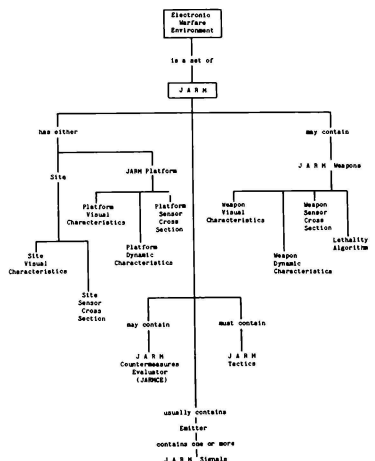 Electronic
Warfare
Environment
is a set of
J A R M
has either
may contain
Site
JARM Platform
J A R M Weapons
Platform
Visual
Characteristics
Platform
Sensor
Cross
Section
Platform
Dynamic
Characteristics
Weapon
Visual
Characteristics
Weapon
Sensor
Cross
Section
Lethality
Algorithm
Weapon
Dynamic
Characteristics
Site
Visual
Characteristics
Site
Sensor
Cross
Section
may contain
must contain
J A R M
Countermeasures
Evaluator
(JARMCE)
J A R M
Tactics
usually contains
Emitter
contains one or more
J A R M Signals